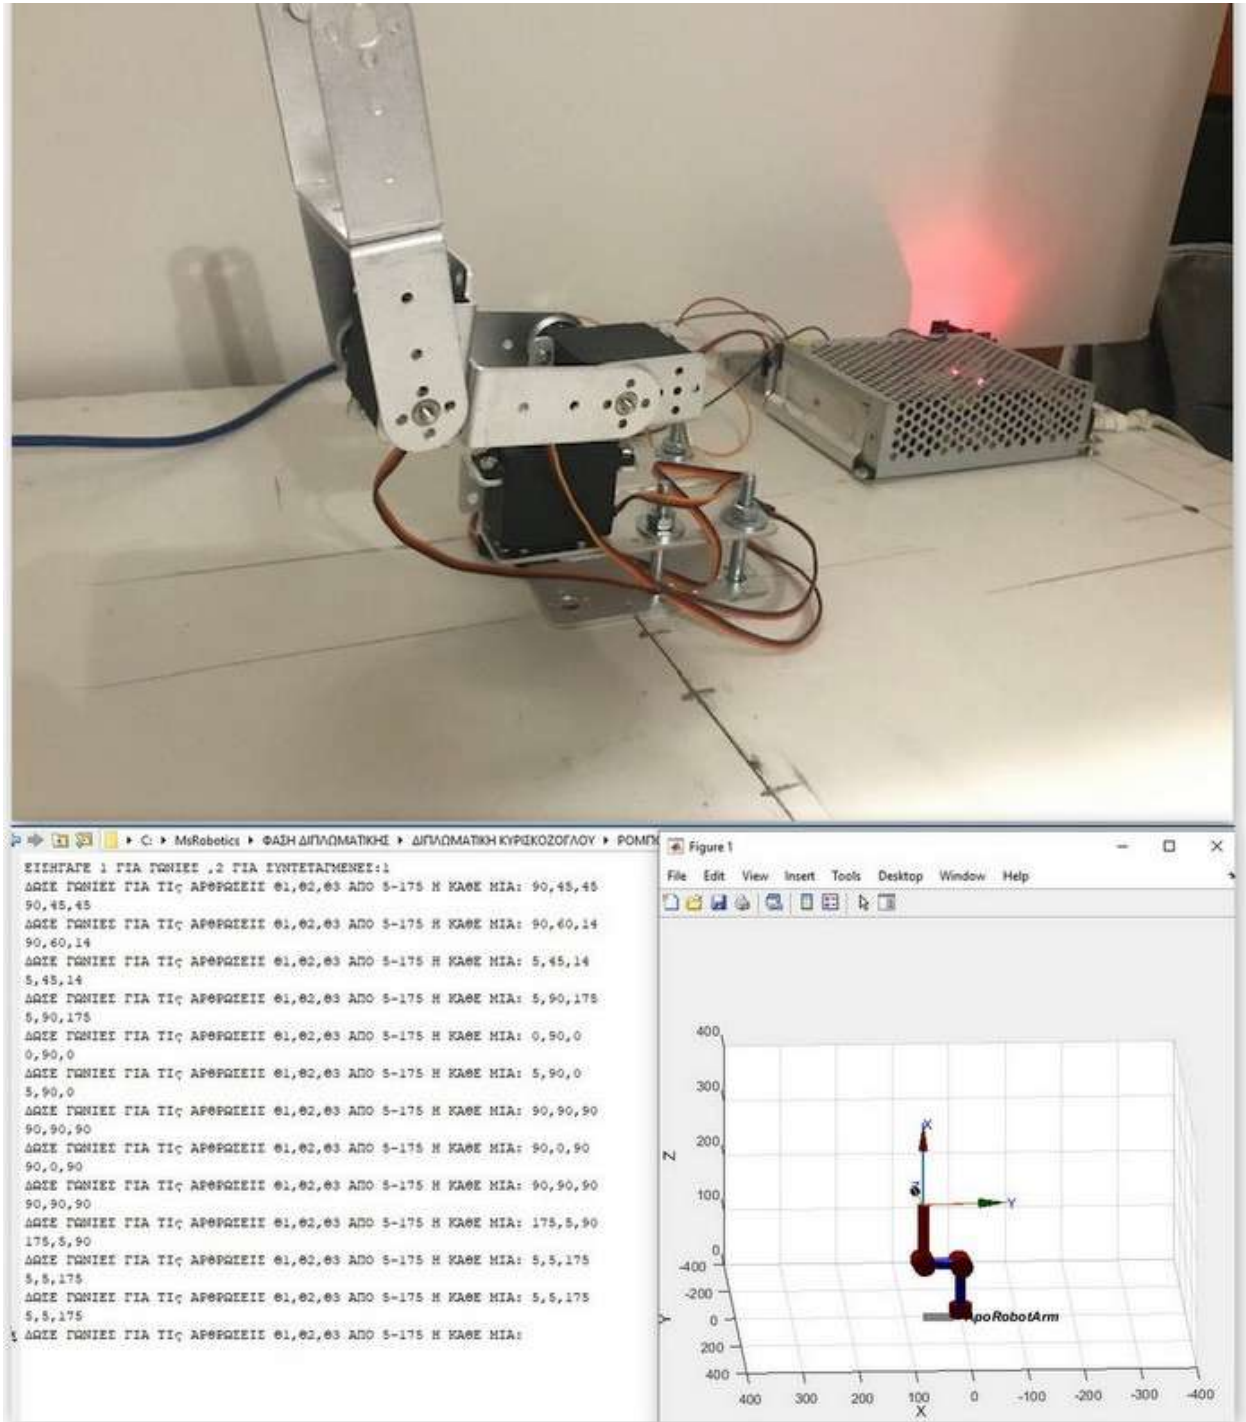 C: ▸ MsRobotics ▸ ΦΑΣΗ ΔΙΠΛΩΜΑΤΙΚΗΣ ▸ ΔΙΠΛΩΜΑΤΙΚΗ ΚΥΡΙΣΚΟΖΟΓΛΟΥ ▸
ΕΙΣΗΓΑΓΕ 1 ΓΙΑ ΓΩΝΙΕΣ ,2 ΓΙΑ ΣΥΝΤΕΤΑΓΜΕΝΕΣ:1
ΔΩΣΕ ΓΩΝΙΕΣ ΓΙΑ ΤΙς ΑΡΘΡΩΣΕΙΣ Θ1,Θ2,Θ3 ΑΠΟ 5-175 Η ΚΑΘΕ ΜΙΑ: 90,45,45
90,45,45
ΔΩΣΕ ΓΩΝΙΕΣ ΓΙΑ ΤΙς ΑΡΘΡΩΣΕΙΣ Θ1,Θ2,Θ3 ΑΠΟ 5-175 Η ΚΑΘΕ ΜΙΑ: 90,60,14
90,60,14
ΔΩΣΕ ΓΩΝΙΕΣ ΓΙΑ ΤΙς ΑΡΘΡΩΣΕΙΣ Θ1,Θ2,Θ3 ΑΠΟ 5-175 Η ΚΑΘΕ ΜΙΑ: 5,45,14
5,45,14
ΔΩΣΕ ΓΩΝΙΕΣ ΓΙΑ ΤΙς ΑΡΘΡΩΣΕΙΣ Θ1,Θ2,Θ3 ΑΠΟ 5-175 Η ΚΑΘΕ ΜΙΑ: 5,90,175
5,90,175
ΔΩΣΕ ΓΩΝΙΕΣ ΓΙΑ ΤΙς ΑΡΘΡΩΣΕΙΣ Θ1,Θ2,Θ3 ΑΠΟ 5-175 Η ΚΑΘΕ ΜΙΑ: 0,90,0
0,90,0
ΔΩΣΕ ΓΩΝΙΕΣ ΓΙΑ ΤΙς ΑΡΘΡΩΣΕΙΣ Θ1,Θ2,Θ3 ΑΠΟ 5-175 Η ΚΑΘΕ ΜΙΑ: 5,90,0
5,90,0
ΔΩΣΕ ΓΩΝΙΕΣ ΓΙΑ ΤΙς ΑΡΘΡΩΣΕΙΣ Θ1,Θ2,Θ3 ΑΠΟ 5-175 Η ΚΑΘΕ ΜΙΑ: 90,90,90
90,90,90
ΔΩΣΕ ΓΩΝΙΕΣ ΓΙΑ ΤΙς ΑΡΘΡΩΣΕΙΣ Θ1,Θ2,Θ3 ΑΠΟ 5-175 Η ΚΑΘΕ ΜΙΑ: 90,0,90
90,0,90
ΔΩΣΕ ΓΩΝΙΕΣ ΓΙΑ ΤΙς ΑΡΘΡΩΣΕΙΣ Θ1,Θ2,Θ3 ΑΠΟ 5-175 Η ΚΑΘΕ ΜΙΑ: 90,90,90
90,90,90
ΔΩΣΕ ΓΩΝΙΕΣ ΓΙΑ ΤΙς ΑΡΘΡΩΣΕΙΣ Θ1,Θ2,Θ3 ΑΠΟ 5-175 Η ΚΑΘΕ ΜΙΑ: 175,5,90
175,5,90
ΔΩΣΕ ΓΩΝΙΕΣ ΓΙΑ ΤΙς ΑΡΘΡΩΣΕΙΣ Θ1,Θ2,Θ3 ΑΠΟ 5-175 Η ΚΑΘΕ ΜΙΑ: 5,5,175
5,5,175
ΔΩΣΕ ΓΩΝΙΕΣ ΓΙΑ ΤΙς ΑΡΘΡΩΣΕΙΣ Θ1,Θ2,Θ3 ΑΠΟ 5-175 Η ΚΑΘΕ ΜΙΑ: 5,5,175
5,5,175
ΔΩΣΕ ΓΩΝΙΕΣ ΓΙΑ ΤΙς ΑΡΘΡΩΣΕΙΣ Θ1,Θ2,Θ3 ΑΠΟ 5-175 Η ΚΑΘΕ ΜΙΑ:
Figure 1
File Edit View Insert Tools Desktop Window Help
400
300
200
100
0
Z
X
Y
-400
-200
0
200
400
Y
poRobotArm
400 300 200 100 0 -100 -200 -300 -400
X